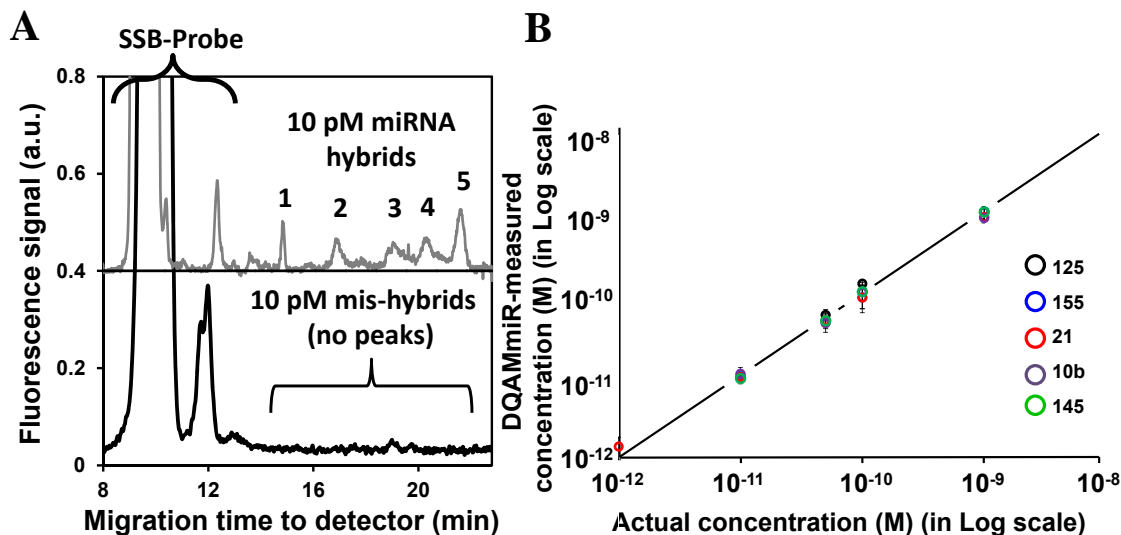 A
SSB-Probe
0.8
0.6
0.4
0.2
0
Fluorescence signal (a.u.)
10 pM miRNA
hybrids
1
2
3
4
5
10 pM mis-hybrids
(no peaks)
8
12
16
20
Migration time to detector (min)
B
DQAMmiR-measured
concentration (M) (in Log scale)
10-8
10-9
10-10
10-11
10-12
125
155
21
10b
145
10-12
10-11
10-10
10-9
10-8
Actual concentration (M) (in Log scale)